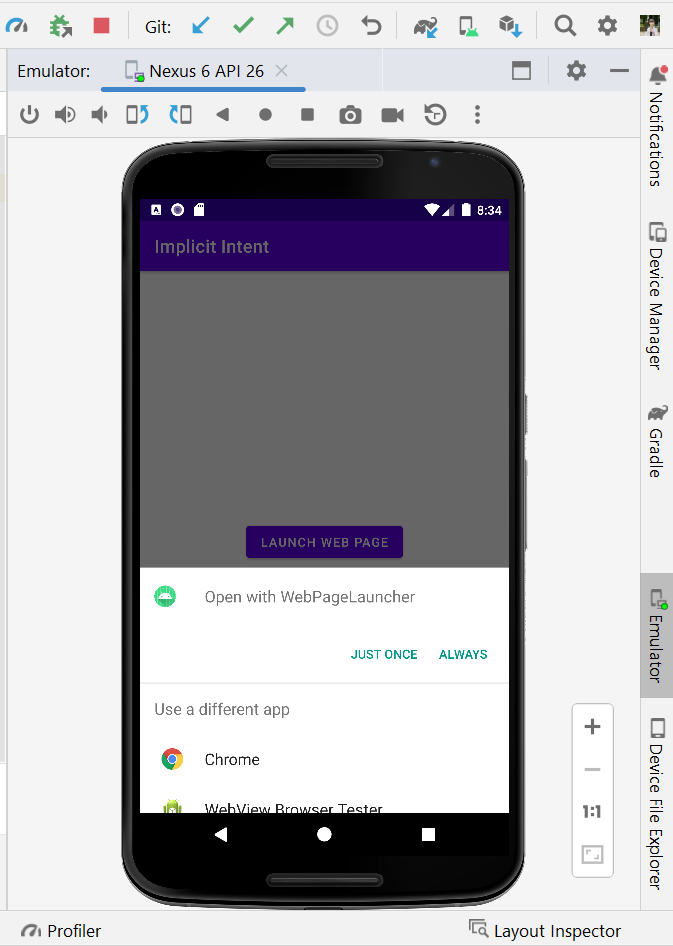 Git:
Emulator:
Nexus 6 API 26
Notifications
Device Manager
Gradle
Emulator
Device File Explorer
A
8:34
Implicit Intent
LAUNCH WEB PAGE
Open with WebPageLauncher
JUST ONCE
ALWAYS
Use a different app
Chrome
WebView Browser Tester
1:1
Profiler
Layout Inspector